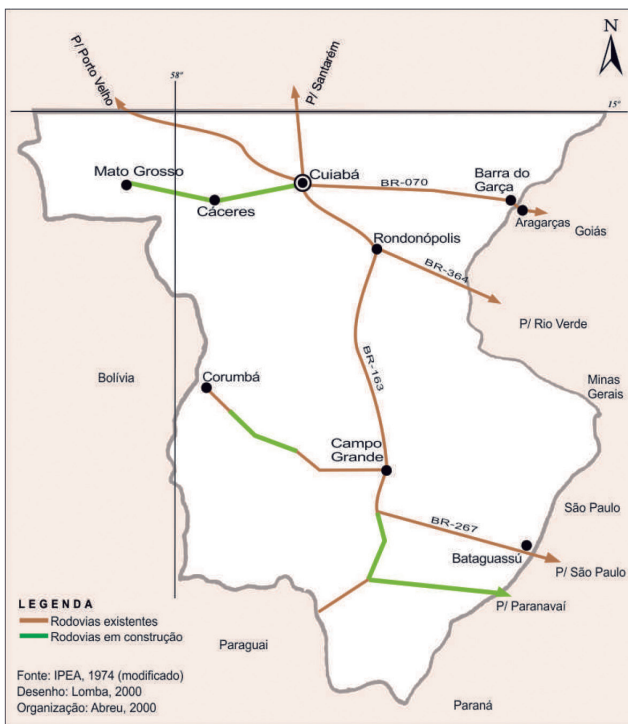 N
P/ Porto Velho
58°
P/ Santarém
15°
Mato Grosso
Cuiabá
BR-070
Barra do
Garça
Cáceres
Aragarças
Goiás
Rondonópolis
BR-364
P/ Rio Verde
BR-163
Bolívia
Corumbá
Minas
Gerais
Campo
Grande
São Paulo
BR-267
Bataguassú
P/ São Paulo
P/ Paranavaí
LEGENDA
Rodovias existentes
Rodovias em construção
Paraguai
Fonte: IPEA, 1974 (modificado)
Desenho: Lomba, 2000
Organização: Abreu, 2000
Paraná